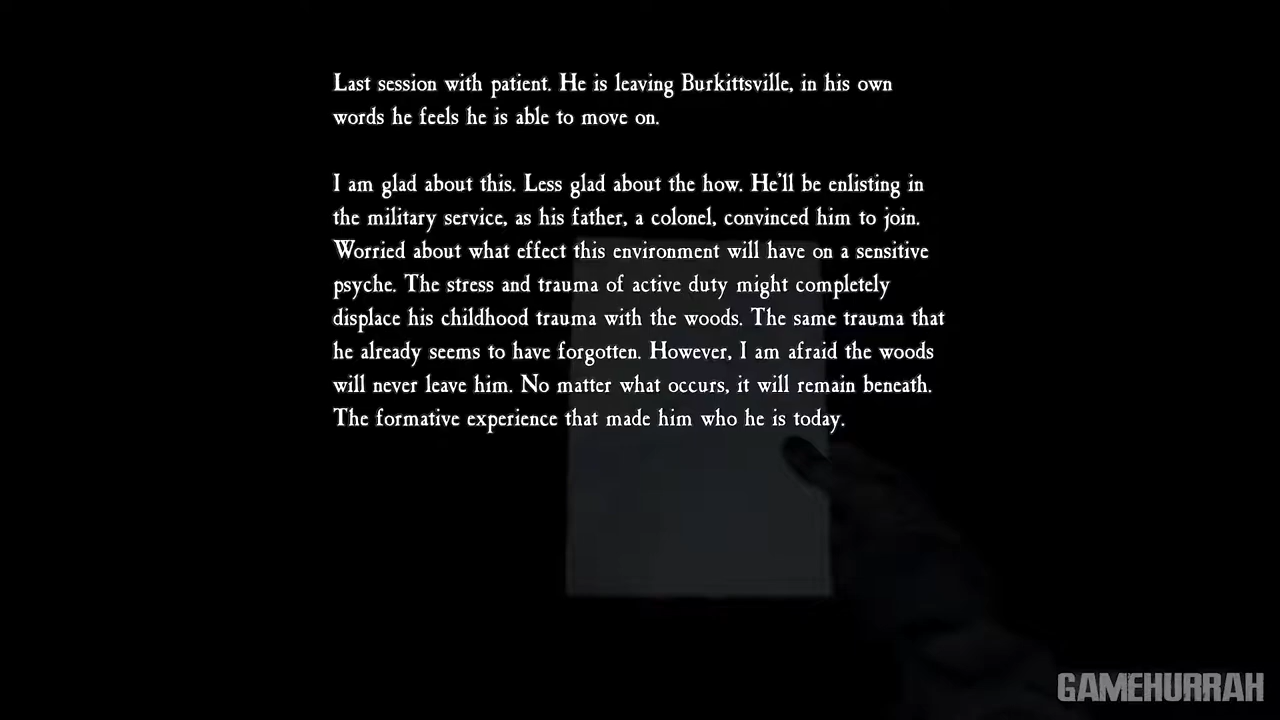 Last session with patient. He is leaving Burkittsville, in his own
words he feels he is able to move on.
I am glad about this. Less glad about the how. He'll be enlisting in
the military service, as his father, a colonel, convinced him to join.
Worried about what effect this environment will have on a sensitive
psyche. The stress and trauma of active duty might completely
displace his childhood trauma with the woods. The same trauma that
he already seems to have forgotten. However, I am afraid the woods
will never leave him. No matter what occurs, it will remain beneath.
The formative experience that made him who he is today.
GAMEHURRAH